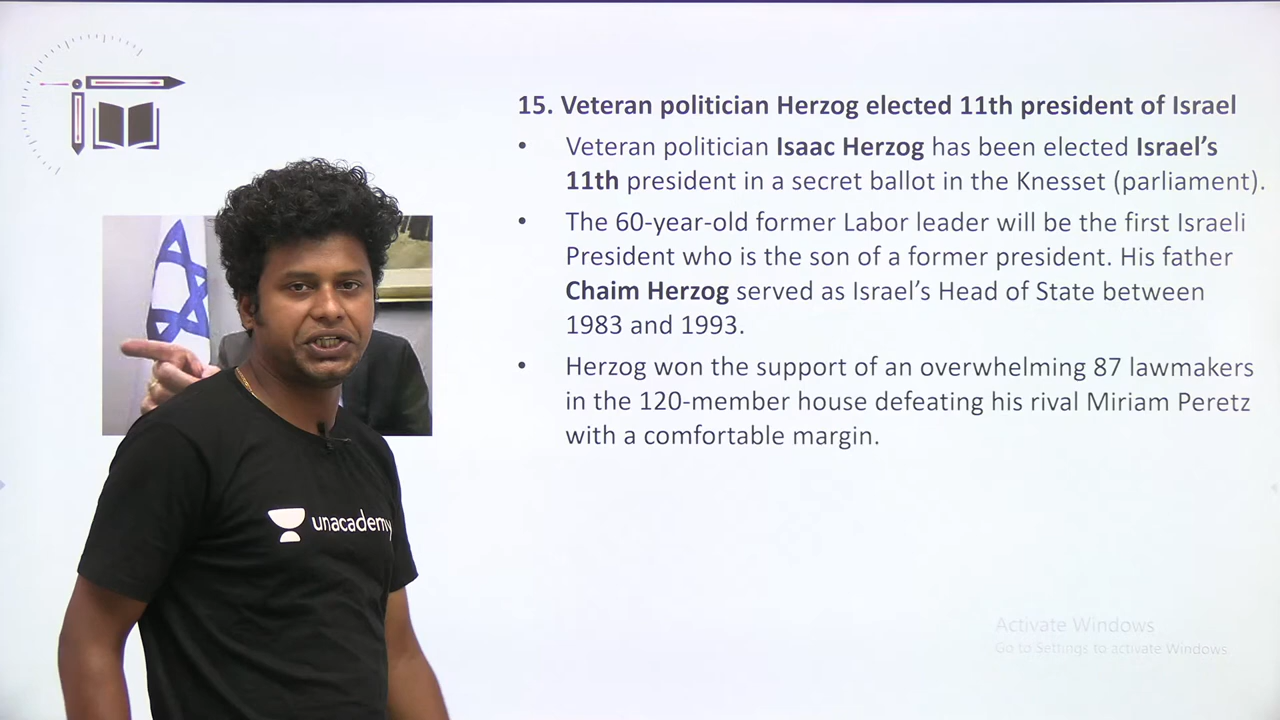 15. Veteran politician Herzog elected 11th president of Israel
• Veteran politician Isaac Herzog has been elected Israel’s
11th president in a secret ballot in the Knesset (parliament).
• The 60-year-old former Labor leader will be the first Israeli
President who is the son of a former president. His father
Chaim Herzog served as Israel’s Head of State between
1983 and 1993.
• Herzog won the support of an overwhelming 87 lawmakers
in the 120-member house defeating his rival Miriam Peretz
with a comfortable margin.
unacademy
Activate Windows
Go to Settings to activate Windows.